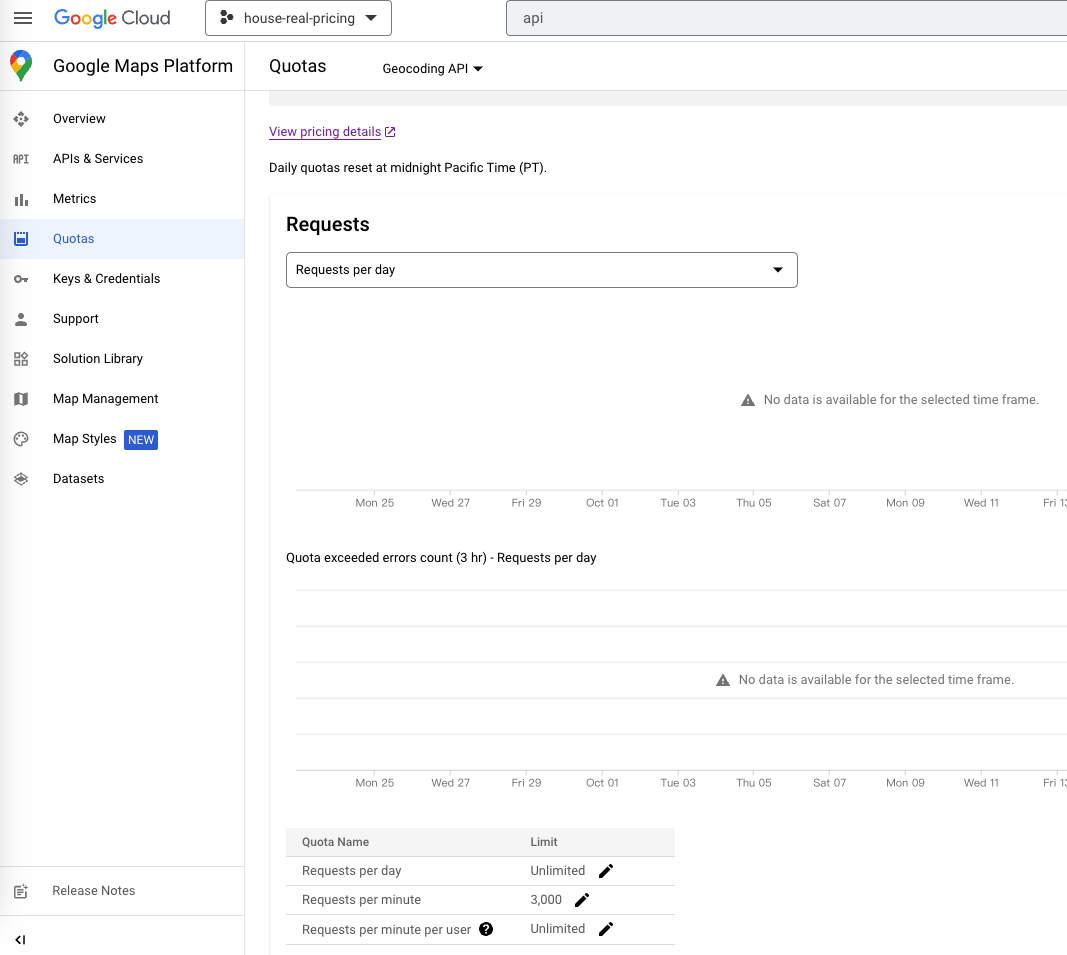 Google Cloud
house-real-pricing
api
Google Maps Platform
Quotas
Geocoding API
Overview
API
APIs & Services
Metrics
Quotas
Keys & Credentials
Support
Solution Library
Map Management
Map Styles NEW
Datasets
Release Notes
View pricing details
Daily quotas reset at midnight Pacific Time (PT).
Requests
Requests per day
No data is available for the selected time frame.
Mon 25 Wed 27 Fri 29 Oct 01 Tue 03 Thu 05 Sat 07 Mon 09 Wed 11 Fri 13
Quota exceeded errors count (3 hr) - Requests per day
No data is available for the selected time frame.
Mon 25 Wed 27 Fri 29 Oct 01 Tue 03 Thu 05 Sat 07 Mon 09 Wed 11 Fri 13
Quota Name Limit
Requests per day Unlimited
Requests per minute 3,000
Requests per minute per user ? Unlimited